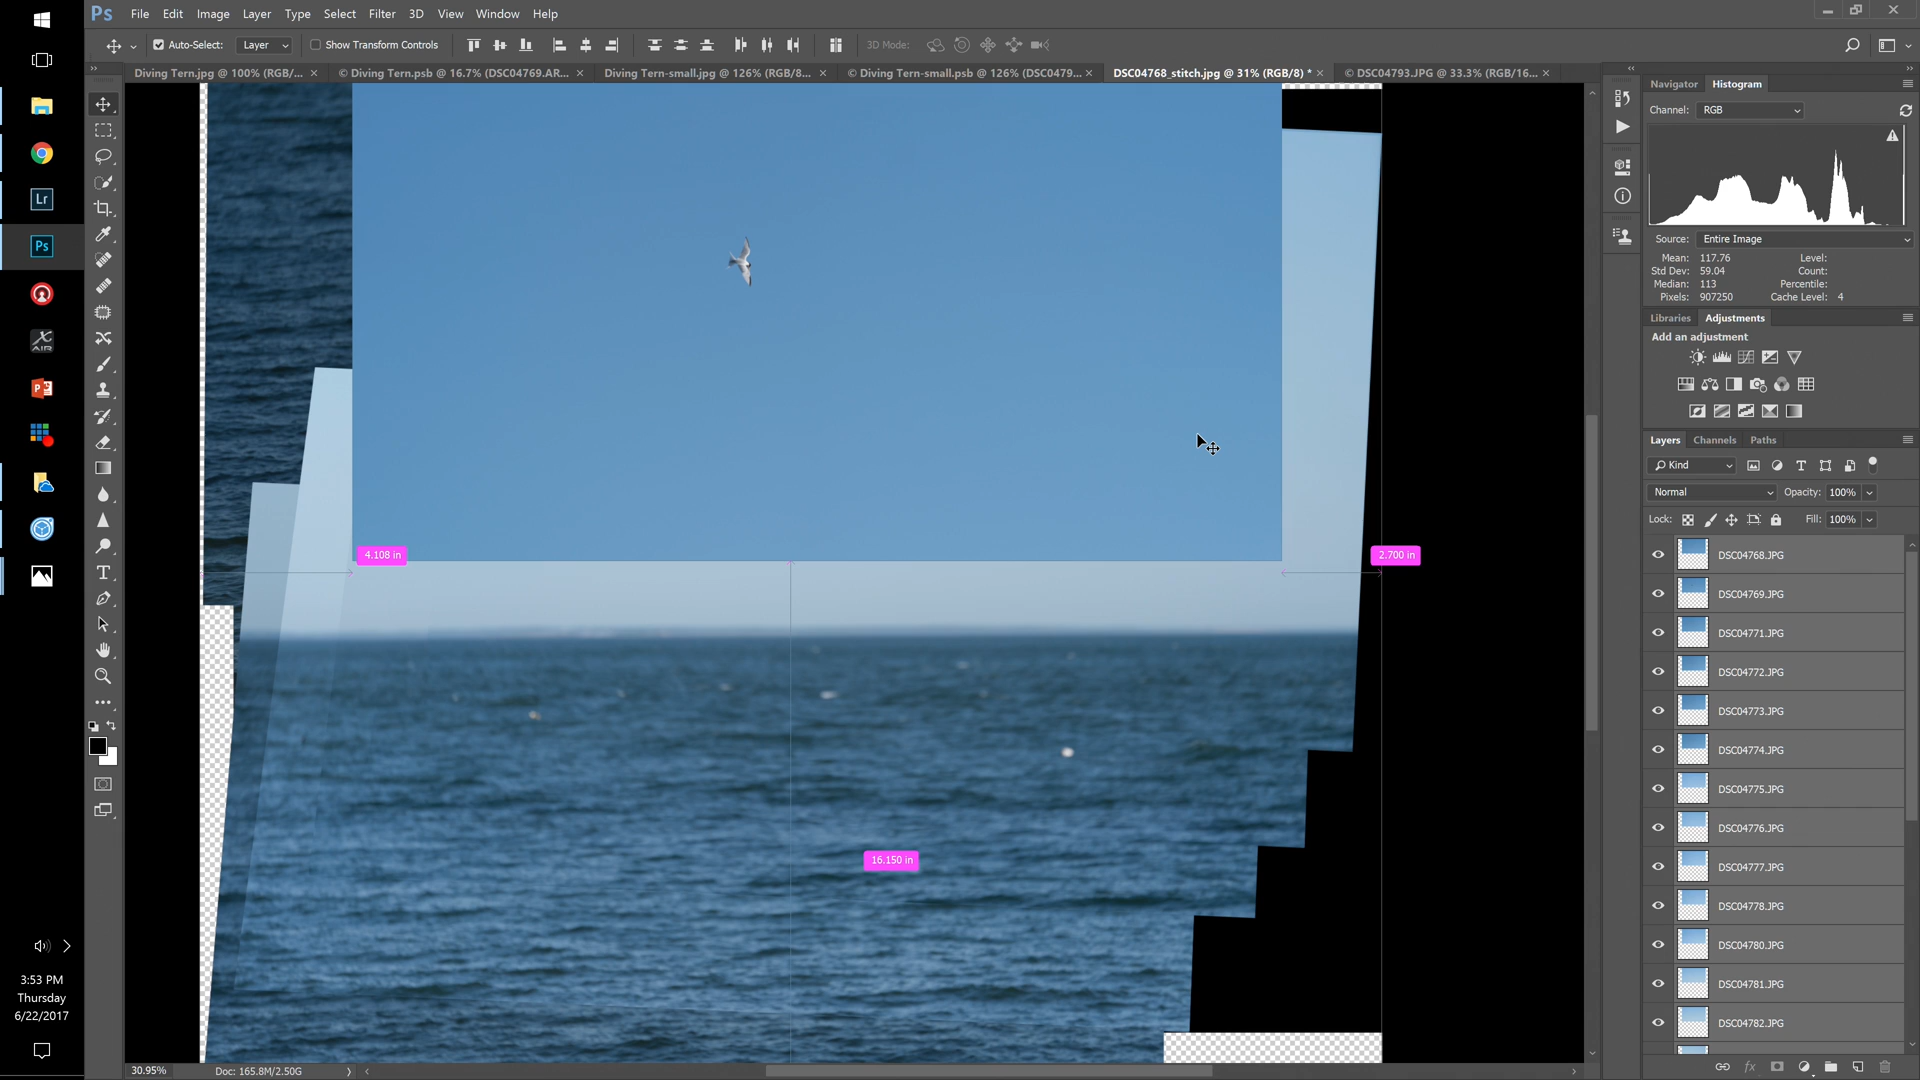 Ps File Edit Image Layer Type Select Filter 3D View Window Help
Auto-Select: Layer Show Transform Controls 3D Mode:
Diving Tern.jpg @ 100% (RGB/... × © Diving Tern.psb @ 16.7% (DSC04769.AR... × Diving Tern-small.jpg @ 126% (RGB/8... × © Diving Tern-small.psb @ 126% (DSC0479... × DSC04768_stitch.jpg @ 31% (RGB/8) * × © DSC04793.JPG @ 33.3% (RGB/16... ×
Navigator Histogram
Channel: RGB
Source: Entire Image
Mean: 117.76 Level:
Std Dev: 59.04 Count:
Median: 113 Percentile:
Pixels: 907250 Cache Level: 4
Libraries Adjustments
Add an adjustment
Layers Channels Paths
Kind
Normal Opacity: 100%
Lock: Fill: 100%
DSC04768.JPG
DSC04769.JPG
DSC04771.JPG
DSC04772.JPG
DSC04773.JPG
DSC04774.JPG
DSC04775.JPG
DSC04776.JPG
DSC04777.JPG
DSC04778.JPG
DSC04780.JPG
DSC04781.JPG
DSC04782.JPG
fx
4.108 in
2.700 in
16.150 in
Lr
Ps
AIR
P
T
3:53 PM
Thursday
6/22/2017
30.95% Doc: 165.8M/2.50G